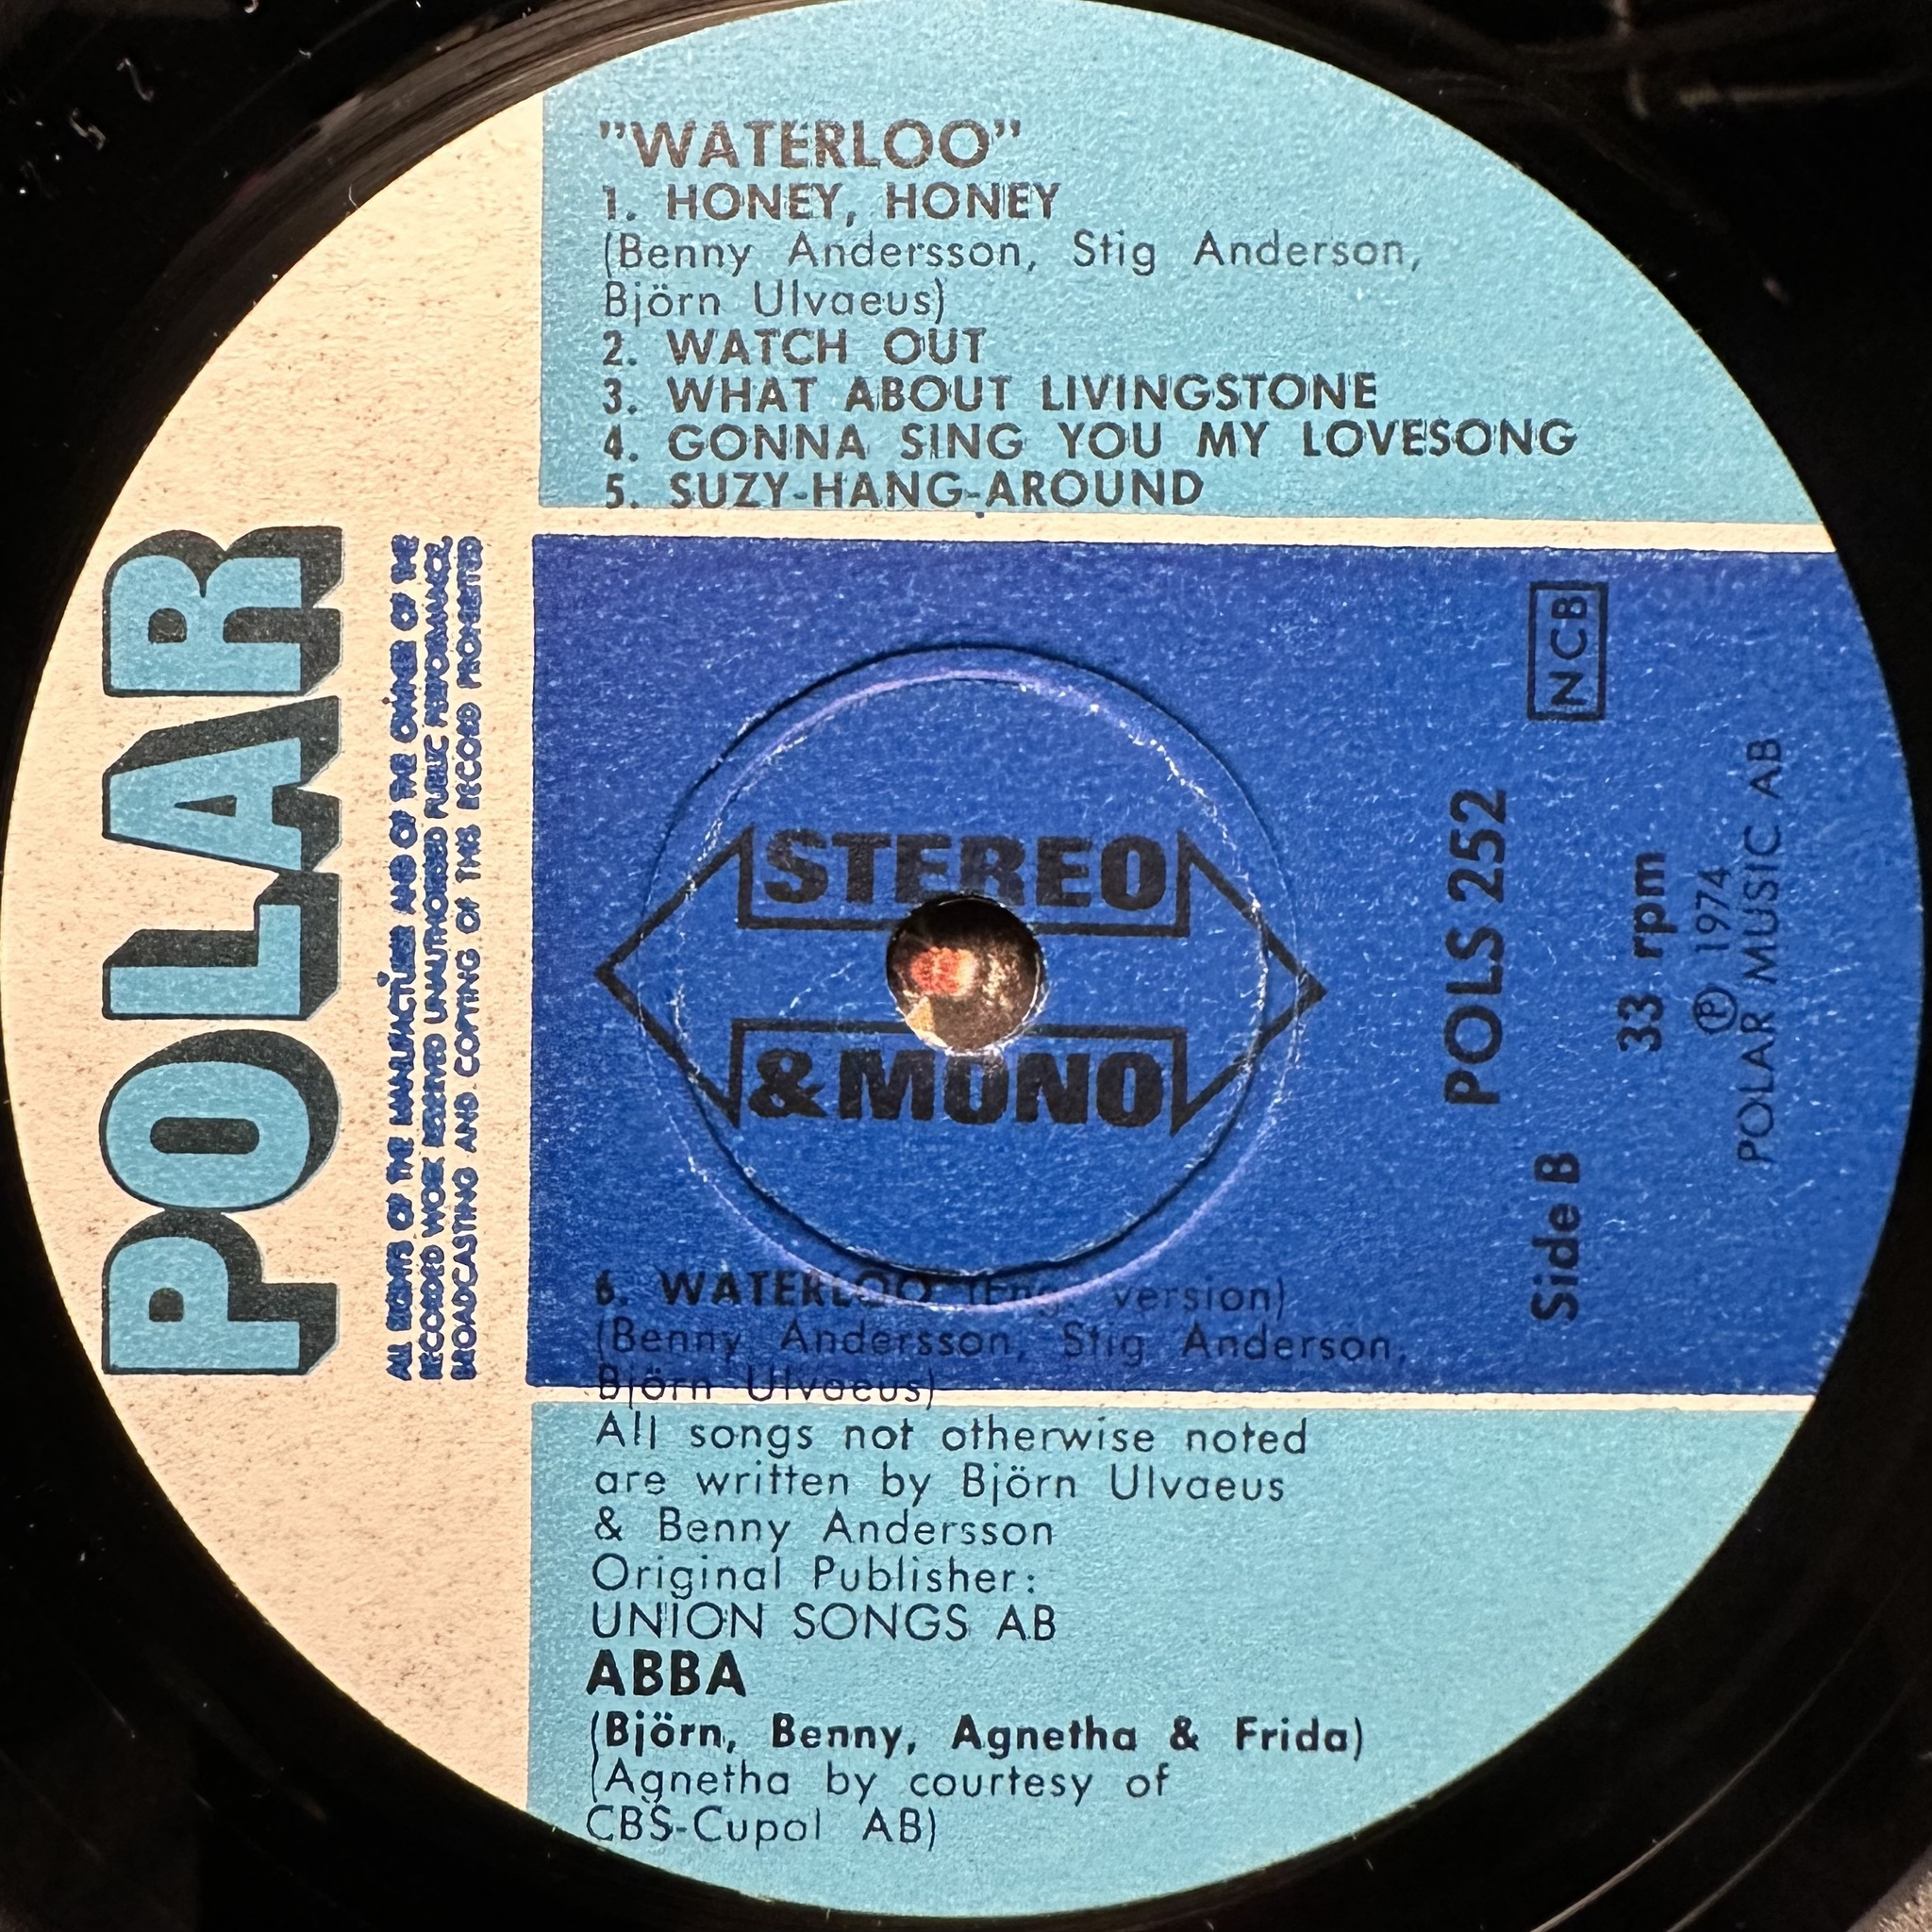 "WATERLOO"
1. HONEY, HONEY
(Benny Andersson, Stig Anderson,
Björn Ulvaeus)
2. WATCH OUT
3. WHAT ABOUT LIVINGSTONE
4. GONNA SING YOU MY LOVESONG
5. SUZY-HANG-AROUND
POLAR
ALL RIGHTS OF THE MANUFACTURER AND OF THE OWNER OF THE
RECORDED WORK RESERVED UNAUTHORISED PUBLIC PERFORMANCE,
BROADCASTING AND COPYING OF THIS RECORD PROHIBITED
STEREO
&MONO
POLS 252
NCB
Side B
33 rpm
℗ 1974
POLAR MUSIC AB
6. WATERLOO (Eng. version)
(Benny Andersson, Stig Anderson,
Björn Ulvaeus)
All songs not otherwise noted
are written by Björn Ulvaeus
& Benny Andersson
Original Publisher:
UNION SONGS AB
ABBA
(Björn, Benny, Agnetha & Frida)
(Agnetha by courtesy of
CBS-Cupol AB)